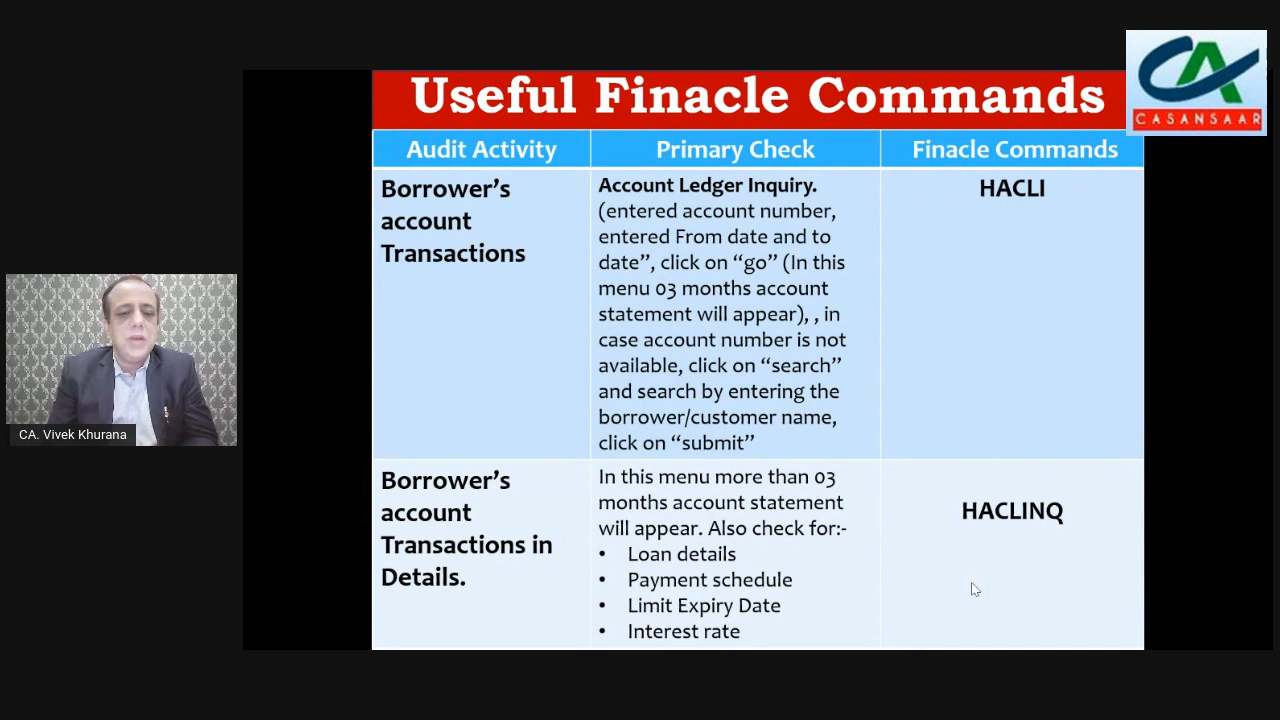 Useful Finacle Commands
CASANSAAR
Audit Activity
Primary Check
Finacle Commands
Borrower’s
account
Transactions
Account Ledger Inquiry.
(entered account number,
entered From date and to
date”, click on “go” (In this
menu 03 months account
statement will appear), , in
case account number is not
available, click on “search”
and search by entering the
borrower/customer name,
click on “submit”
HACLI
Borrower’s
account
Transactions in
Details.
In this menu more than 03
months account statement
will appear. Also check for:-
• Loan details
• Payment schedule
• Limit Expiry Date
• Interest rate
HACLINQ
CA. Vivek Khurana